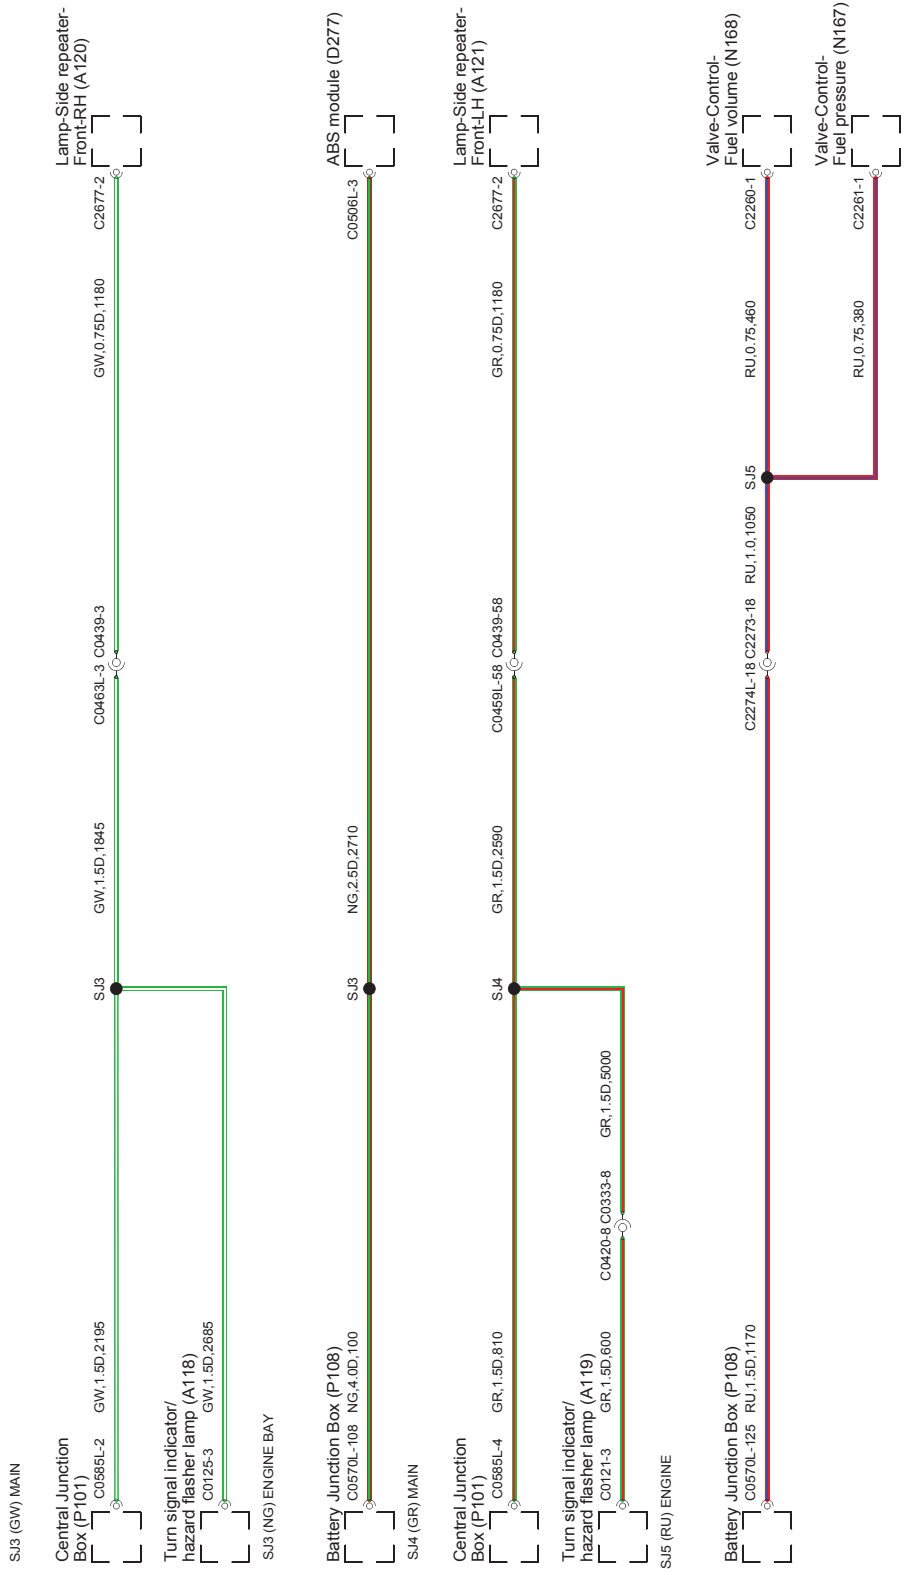 SJ3 (GW) MAIN
Central Junction
Box (P101)
C0585L-2
GW,1.5D,2195
SJ3
GW,1.5D,1845
C0463L-3
C0439-3
GW,0.75D,1180
C2677-2
Lamp-Side repeater-
Front-RH (A120)
Turn signal indicator/
hazard flasher lamp (A118)
C0125-3
GW,1.5D,2685
SJ3 (NG) ENGINE BAY
Battery Junction Box (P108)
C0570L-108
NG,4.0D,100
SJ3
NG,2.5D,2710
C0506L-3
ABS module (D277)
SJ4 (GR) MAIN
Central Junction
Box (P101)
C0585L-4
GR,1.5D,810
SJ4
GR,1.5D,2590
C0459L-58
C0439-58
GR,0.75D,1180
C2677-2
Lamp-Side repeater-
Front-LH (A121)
Turn signal indicator/
hazard flasher lamp (A119)
C0121-3
GR,1.5D,600
C0420-8
C0333-8
GR,1.5D,5000
SJ5 (RU) ENGINE
Battery Junction Box (P108)
C0570L-125
RU,1.5D,1170
C2274L-18
C2273-18
RU,1.0,1050
SJ5
RU,0.75,460
C2260-1
Valve-Control-
Fuel volume (N168)
RU,0.75,380
C2261-1
Valve-Control-
Fuel pressure (N167)